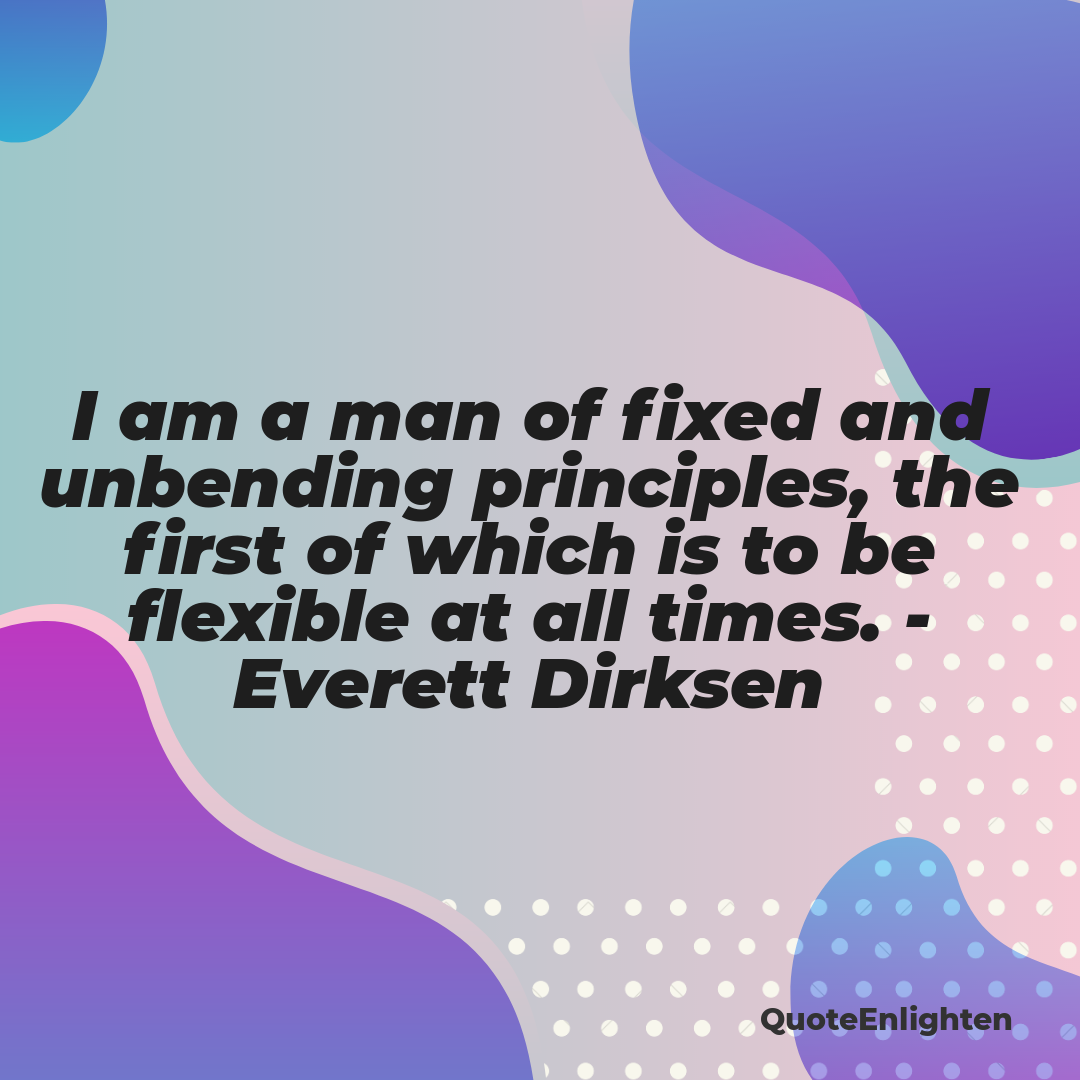 I am a man of fixed and
unbending principles, the
first of which is to be
flexible at all times. -
Everett Dirksen
QuoteEnlighten